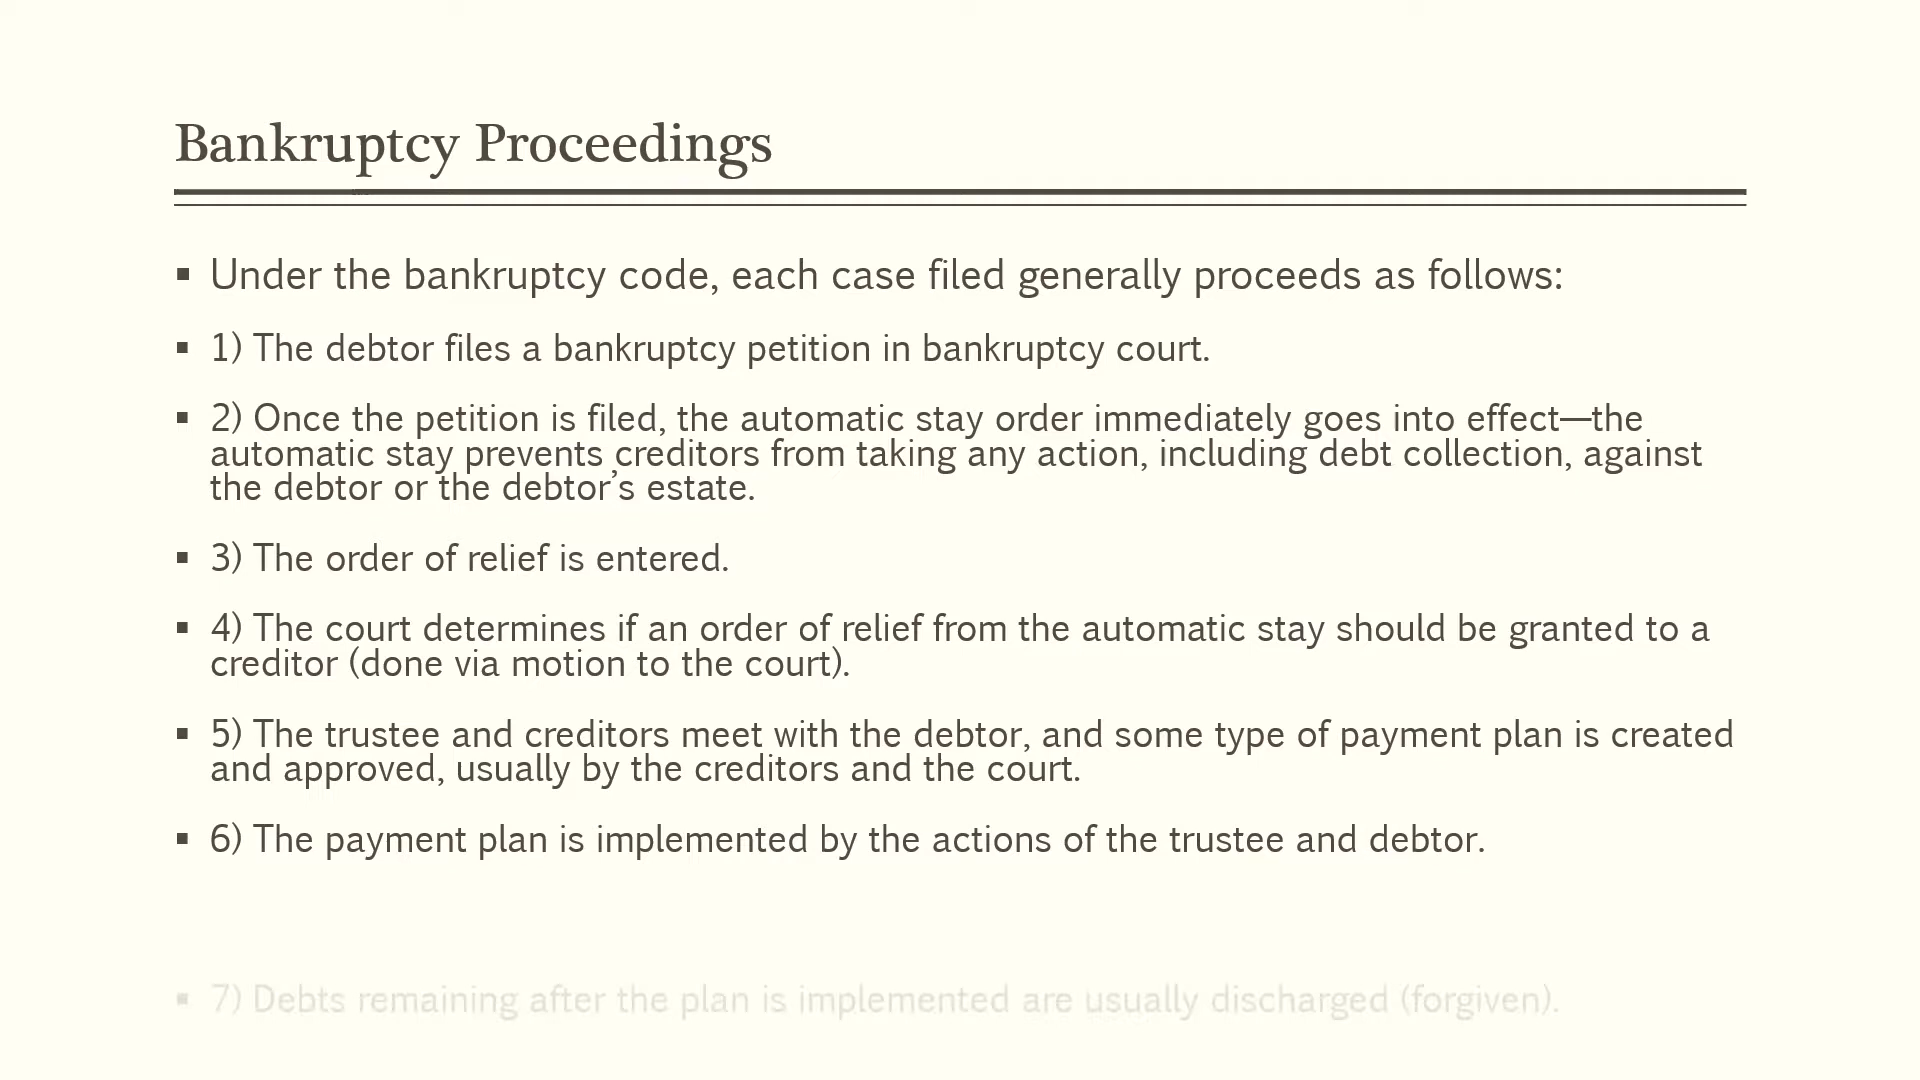 Bankruptcy Proceedings
▪ Under the bankruptcy code, each case filed generally proceeds as follows:
▪ 1) The debtor files a bankruptcy petition in bankruptcy court.
▪ 2) Once the petition is filed, the automatic stay order immediately goes into effect—the
automatic stay prevents creditors from taking any action, including debt collection, against
the debtor or the debtor’s estate.
▪ 3) The order of relief is entered.
▪ 4) The court determines if an order of relief from the automatic stay should be granted to a
creditor (done via motion to the court).
▪ 5) The trustee and creditors meet with the debtor, and some type of payment plan is created
and approved, usually by the creditors and the court.
▪ 6) The payment plan is implemented by the actions of the trustee and debtor.
▪ 7) Debts remaining after the plan is implemented are usually discharged (forgiven).